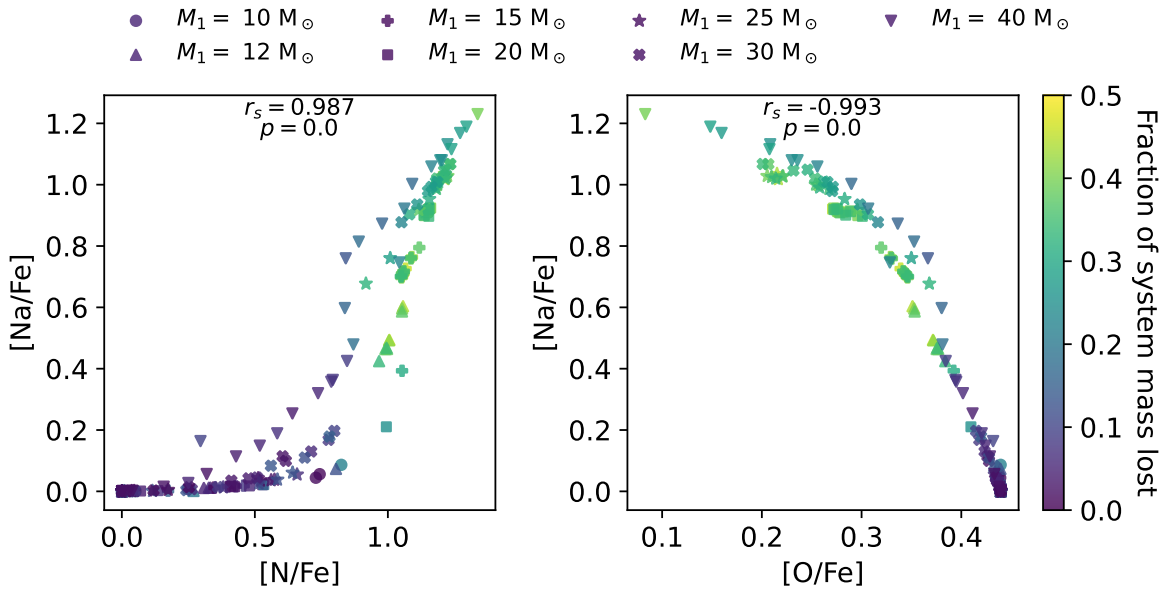 M₁ = 10 M⊙
M₁ = 15 M⊙
M₁ = 25 M⊙
M₁ = 40 M⊙
M₁ = 12 M⊙
M₁ = 20 M⊙
M₁ = 30 M⊙
rₛ = 0.987
p = 0.0
[Na/Fe]
1.2
1.0
0.8
0.6
0.4
0.2
0.0
0.0 0.5 1.0
[N/Fe]
rₛ = -0.993
p = 0.0
[Na/Fe]
1.2
1.0
0.8
0.6
0.4
0.2
0.0
0.1 0.2 0.3 0.4
[O/Fe]
0.5
0.4
0.3
0.2
0.1
0.0
Fraction of system mass lost